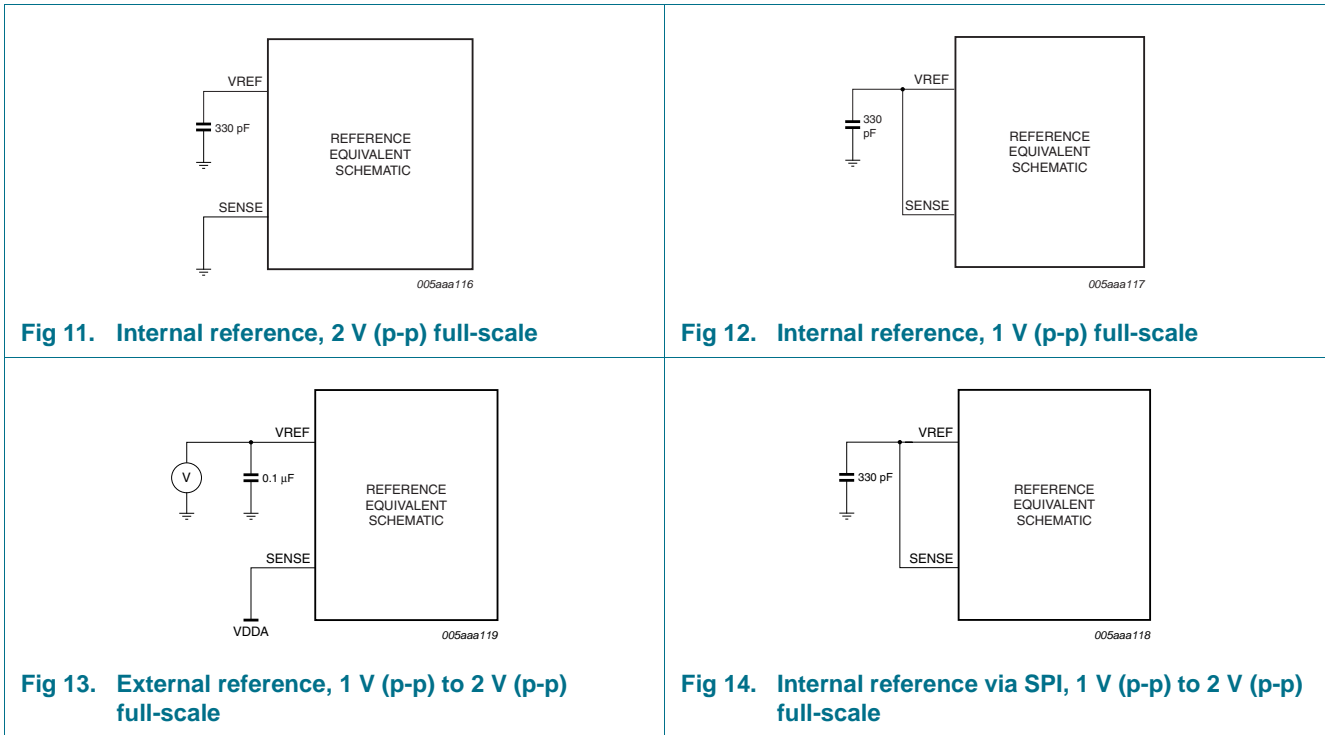 VREF
330 pF
REFERENCE
EQUIVALENT
SCHEMATIC
SENSE
005aaa116
Fig 11. Internal reference, 2 V (p-p) full-scale
VREF
330
pF
REFERENCE
EQUIVALENT
SCHEMATIC
SENSE
005aaa117
Fig 12. Internal reference, 1 V (p-p) full-scale
VREF
V
0.1 μF
REFERENCE
EQUIVALENT
SCHEMATIC
SENSE
VDDA
005aaa119
Fig 13. External reference, 1 V (p-p) to 2 V (p-p)
full-scale
VREF
330 pF
REFERENCE
EQUIVALENT
SCHEMATIC
SENSE
005aaa118
Fig 14. Internal reference via SPI, 1 V (p-p) to 2 V (p-p)
full-scale